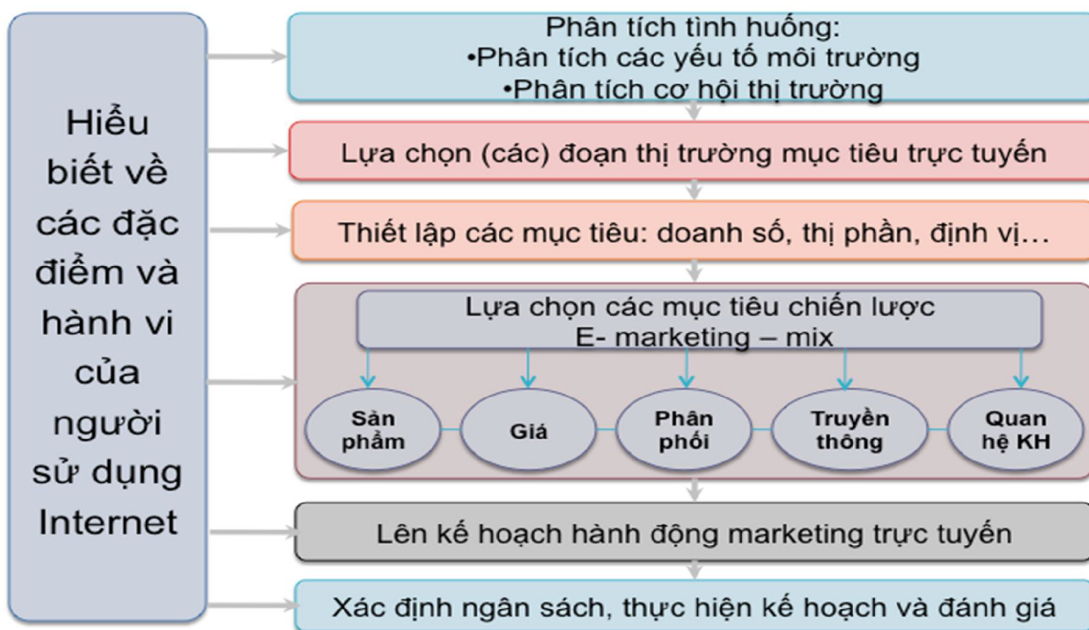 Hiểu
biết về
các đặc
điểm và
hành vi
của
người
sử dụng
Internet
Phân tích tình huống:
•Phân tích các yếu tố môi trường
•Phân tích cơ hội thị trường
Lựa chọn (các) đoạn thị trường mục tiêu trực tuyến
Thiết lập các mục tiêu: doanh số, thị phần, định vị...
Lựa chọn các mục tiêu chiến lược
E- marketing – mix
Sản
phẩm
Giá
Phân
phối
Truyền
thông
Quan
hệ KH
Lên kế hoạch hành động marketing trực tuyến
Xác định ngân sách, thực hiện kế hoạch và đánh giá